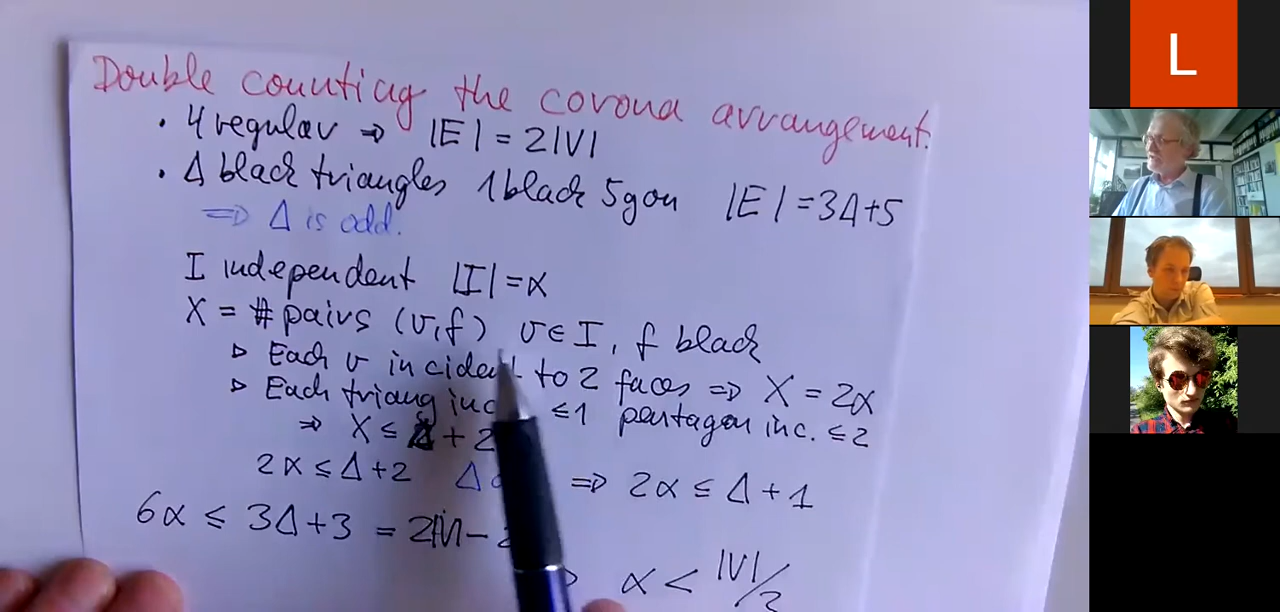 Double counting the corona arrangement.
• 4 regular ⇒ |E| = 2|V|
• Δ black triangles 1 black 5gon |E| = 3Δ+5
⇒ Δ is odd.
I independent |I| = α
X = # pairs (v,f) v ∈ I, f black
▷ Each v incident to 2 faces ⇒ X = 2α
▷ Each triang inc. ≤1 pentagon inc. ≤2
⇒ X ≤ Δ + 2
2α ≤ Δ+2 Δ ⇒ 2α ≤ Δ+1
6α ≤ 3Δ+3 = 2|V| −
α < |V|/2
L